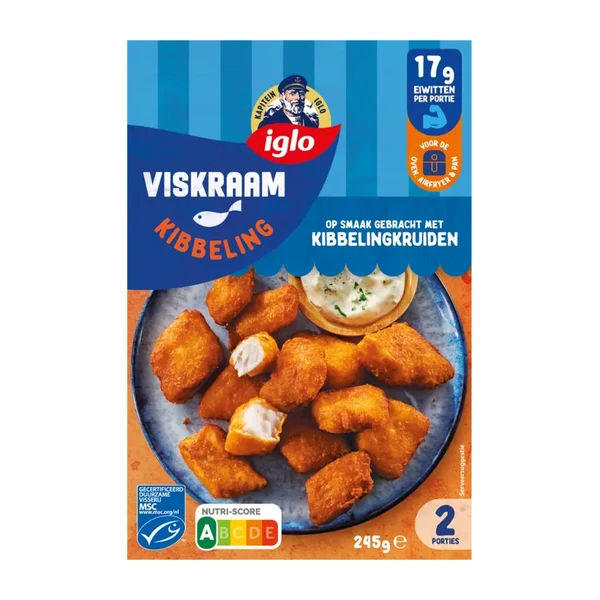 KAPITEIN IGLO
iglo
VISKRAAM
KIBBELING
17g
EIWITTEN
PER PORTIE
VOOR DE
OVEN, AIRFRYER & PAN
OP SMAAK GEBRACHT MET
KIBBELINGKRUIDEN
Serveersuggestie
GECERTIFICEERD
DUURZAME
VISSERIJ
MSC
www.msc.org/nl
NUTRI-SCORE
A B C D E
245g e
2
PORTIES